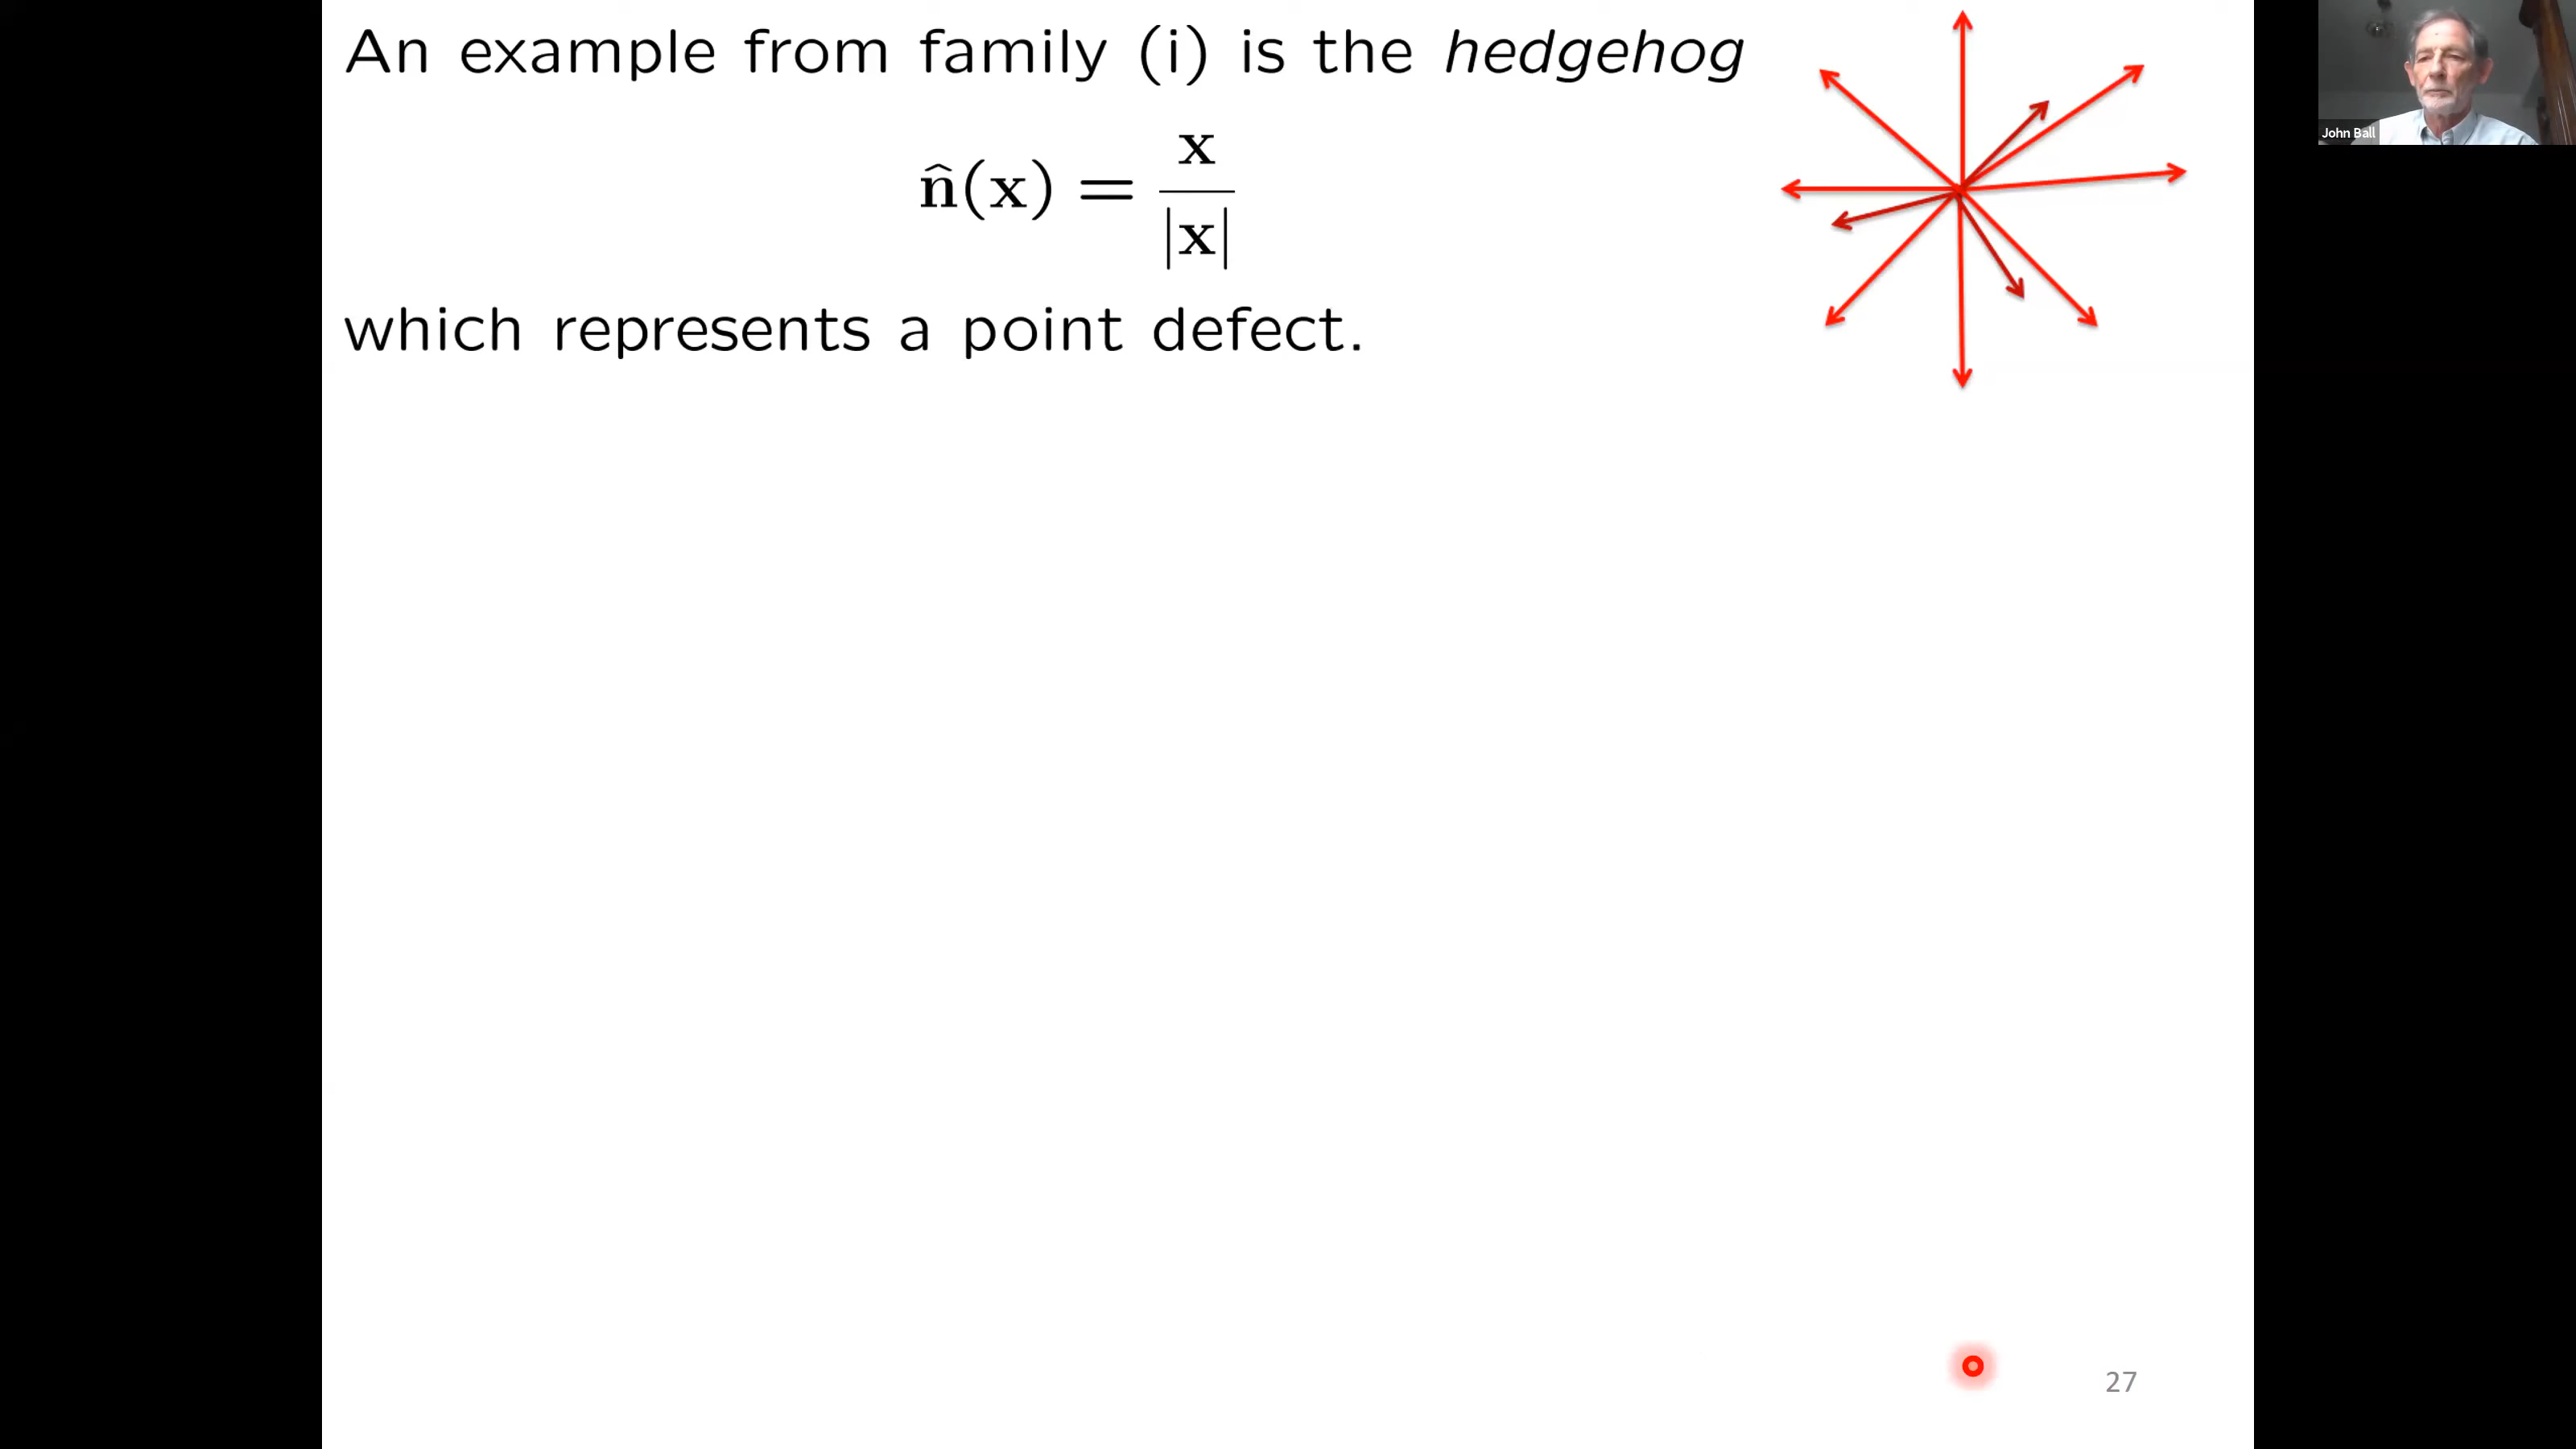 An example from family (i) is the hedgehog
n̂(x) = x / |x|
which represents a point defect.
John Ball
27